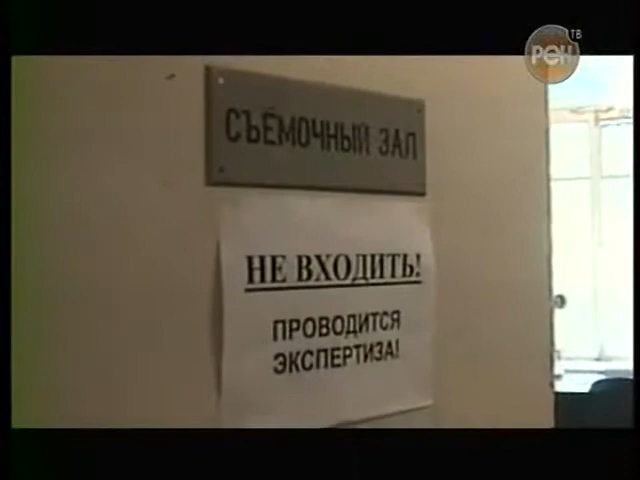 РЕН ТВ
СЪЁМОЧНЫЙ ЗАЛ
НЕ ВХОДИТЬ!
ПРОВОДИТСЯ
ЭКСПЕРТИЗА!